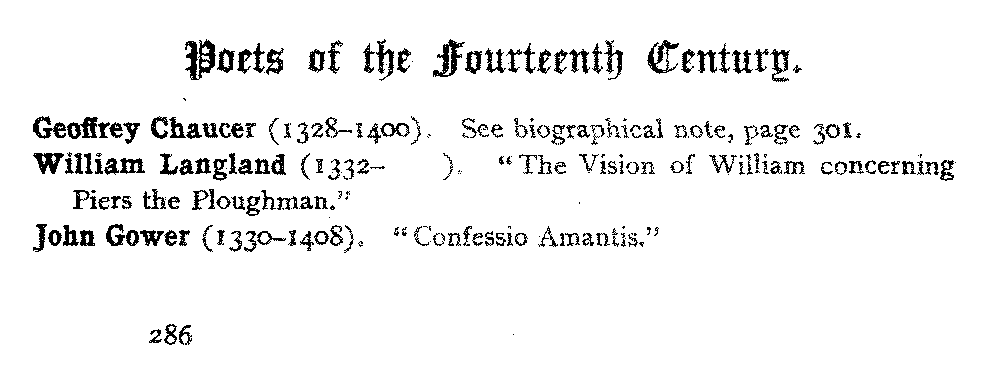 Poets of the Fourteenth Century.
Geoffrey Chaucer (1328–1400). See biographical note, page 301.
William Langland (1332–      ). "The Vision of William concerning
Piers the Ploughman."
John Gower (1330–1408). "Confessio Amantis."
286